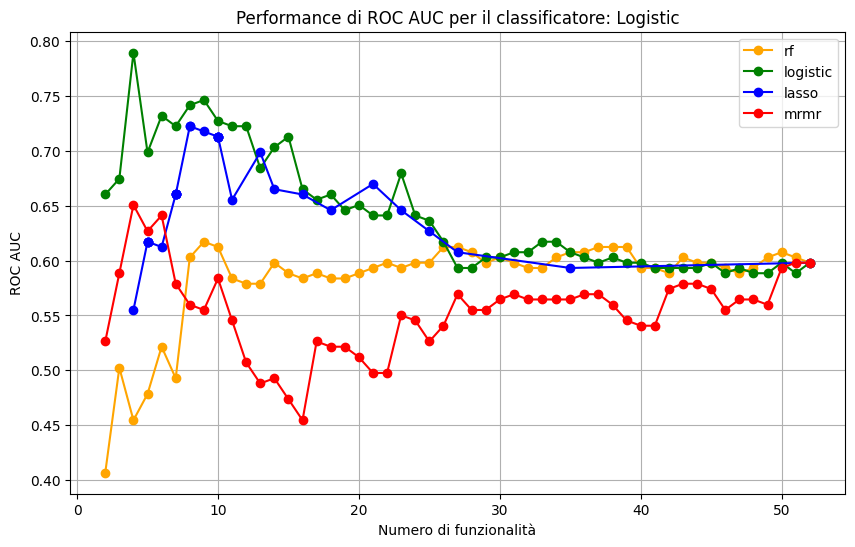 Performance di ROC AUC per il classificatore: Logistic
0.80
0.75
0.70
0.65
0.60
0.55
0.50
0.45
0.40
ROC AUC
rf
logistic
lasso
mrmr
0 10 20 30 40 50
Numero di funzionalità